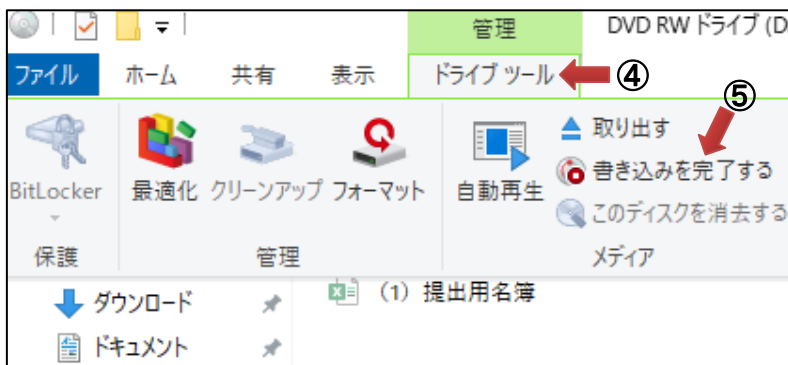 管理 DVD RW ドライブ (D
ファイル ホーム 共有 表示 ドライブ ツール ④
⑤
取り出す
書き込みを完了する
このディスクを消去する
BitLocker 最適化 クリーンアップ フォーマット 自動再生
保護 管理 メディア
ダウンロード
(1) 提出用名簿
ドキュメント